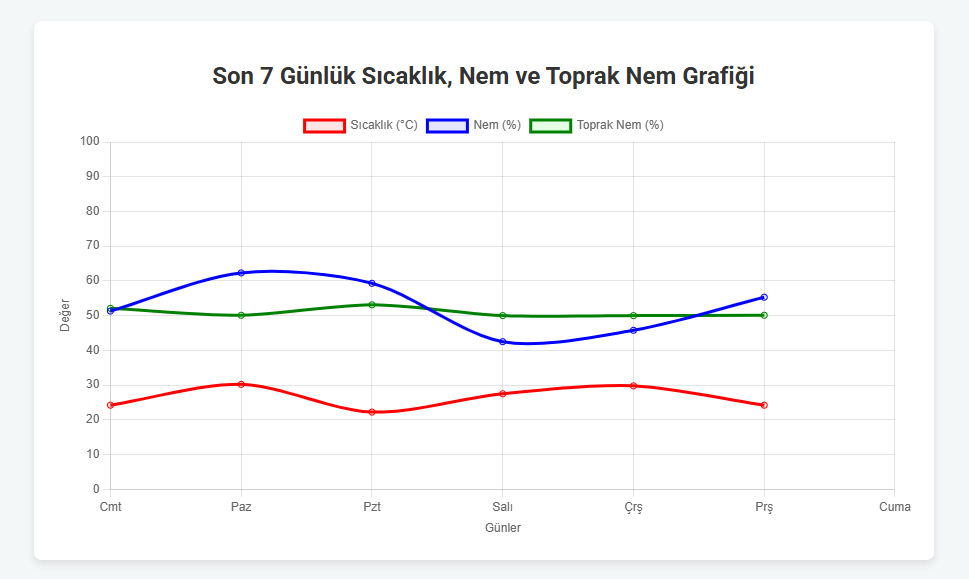 Son 7 Günlük Sıcaklık, Nem ve Toprak Nem Grafiği
Sıcaklık (°C) Nem (%) Toprak Nem (%)
100
90
80
70
60
50
40
30
20
10
0
Değer
Cmt Paz Pzt Salı Çrş Prş Cuma
Günler